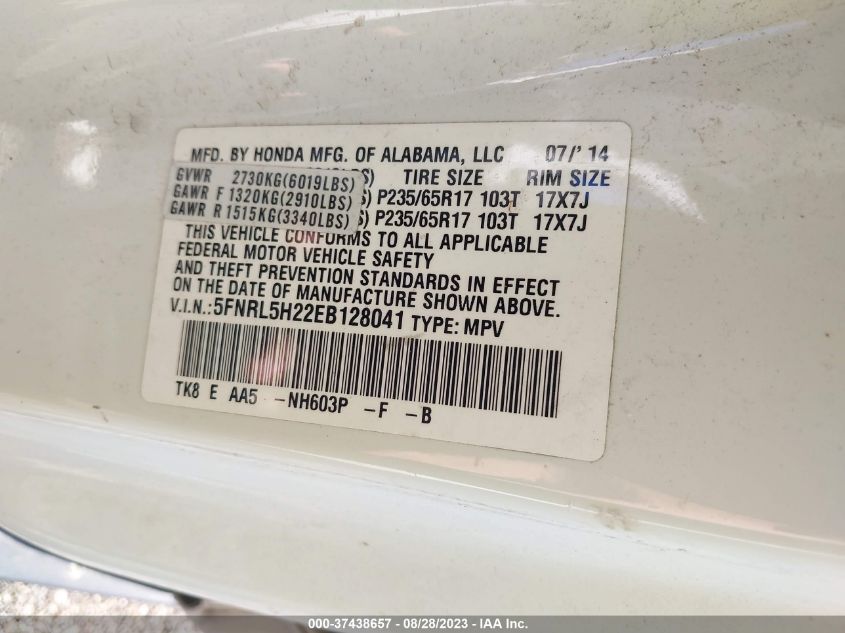 MFD. BY HONDA MFG. OF ALABAMA, LLC 07/' 14
GVWR 2730KG(6019LBS) TIRE SIZE RIM SIZE
GAWR F 1320KG(2910LBS) P235/65R17 103T 17X7J
GAWR R 1515KG(3340LBS) P235/65R17 103T 17X7J
THIS VEHICLE CONFORMS TO ALL APPLICABLE
FEDERAL MOTOR VEHICLE SAFETY
AND THEFT PREVENTION STANDARDS IN EFFECT
ON THE DATE OF MANUFACTURE SHOWN ABOVE.
V.I.N.:5FNRL5H22EB128041 TYPE: MPV
TK8 E AA5 -NH603P -F -B
000-37438657 / 08/28/2023 - IAA Inc.